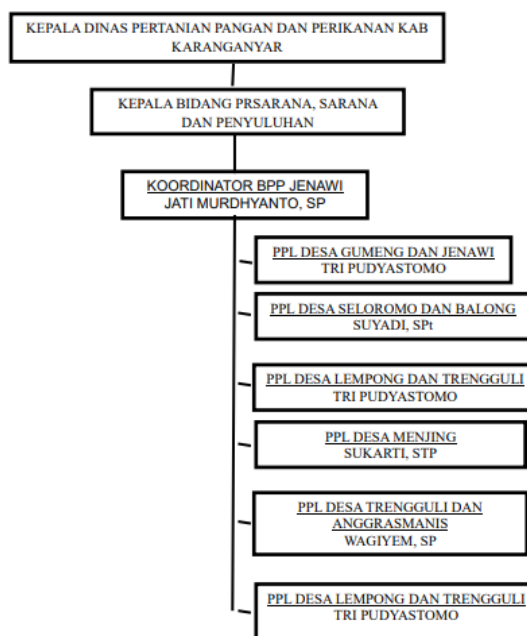 KEPALA DINAS PERTANIAN PANGAN DAN PERIKANAN KAB
KARANGANYAR
KEPALA BIDANG PRSARANA, SARANA
DAN PENYULUHAN
KOORDINATOR BPP JENAWI
JATI MURDHYANTO, SP
PPL DESA GUMENG DAN JENAWI
TRI PUDYASTOMO
PPL DESA SELOROMO DAN BALONG
SUYADI, SPt
PPL DESA LEMPONG DAN TRENGGULI
TRI PUDYASTOMO
PPL DESA MENJING
SUKARTI, STP
PPL DESA TRENGGULI DAN
ANGGRASMANIS
WAGIYEM, SP
PPL DESA LEMPONG DAN TRENGGULI
TRI PUDYASTOMO